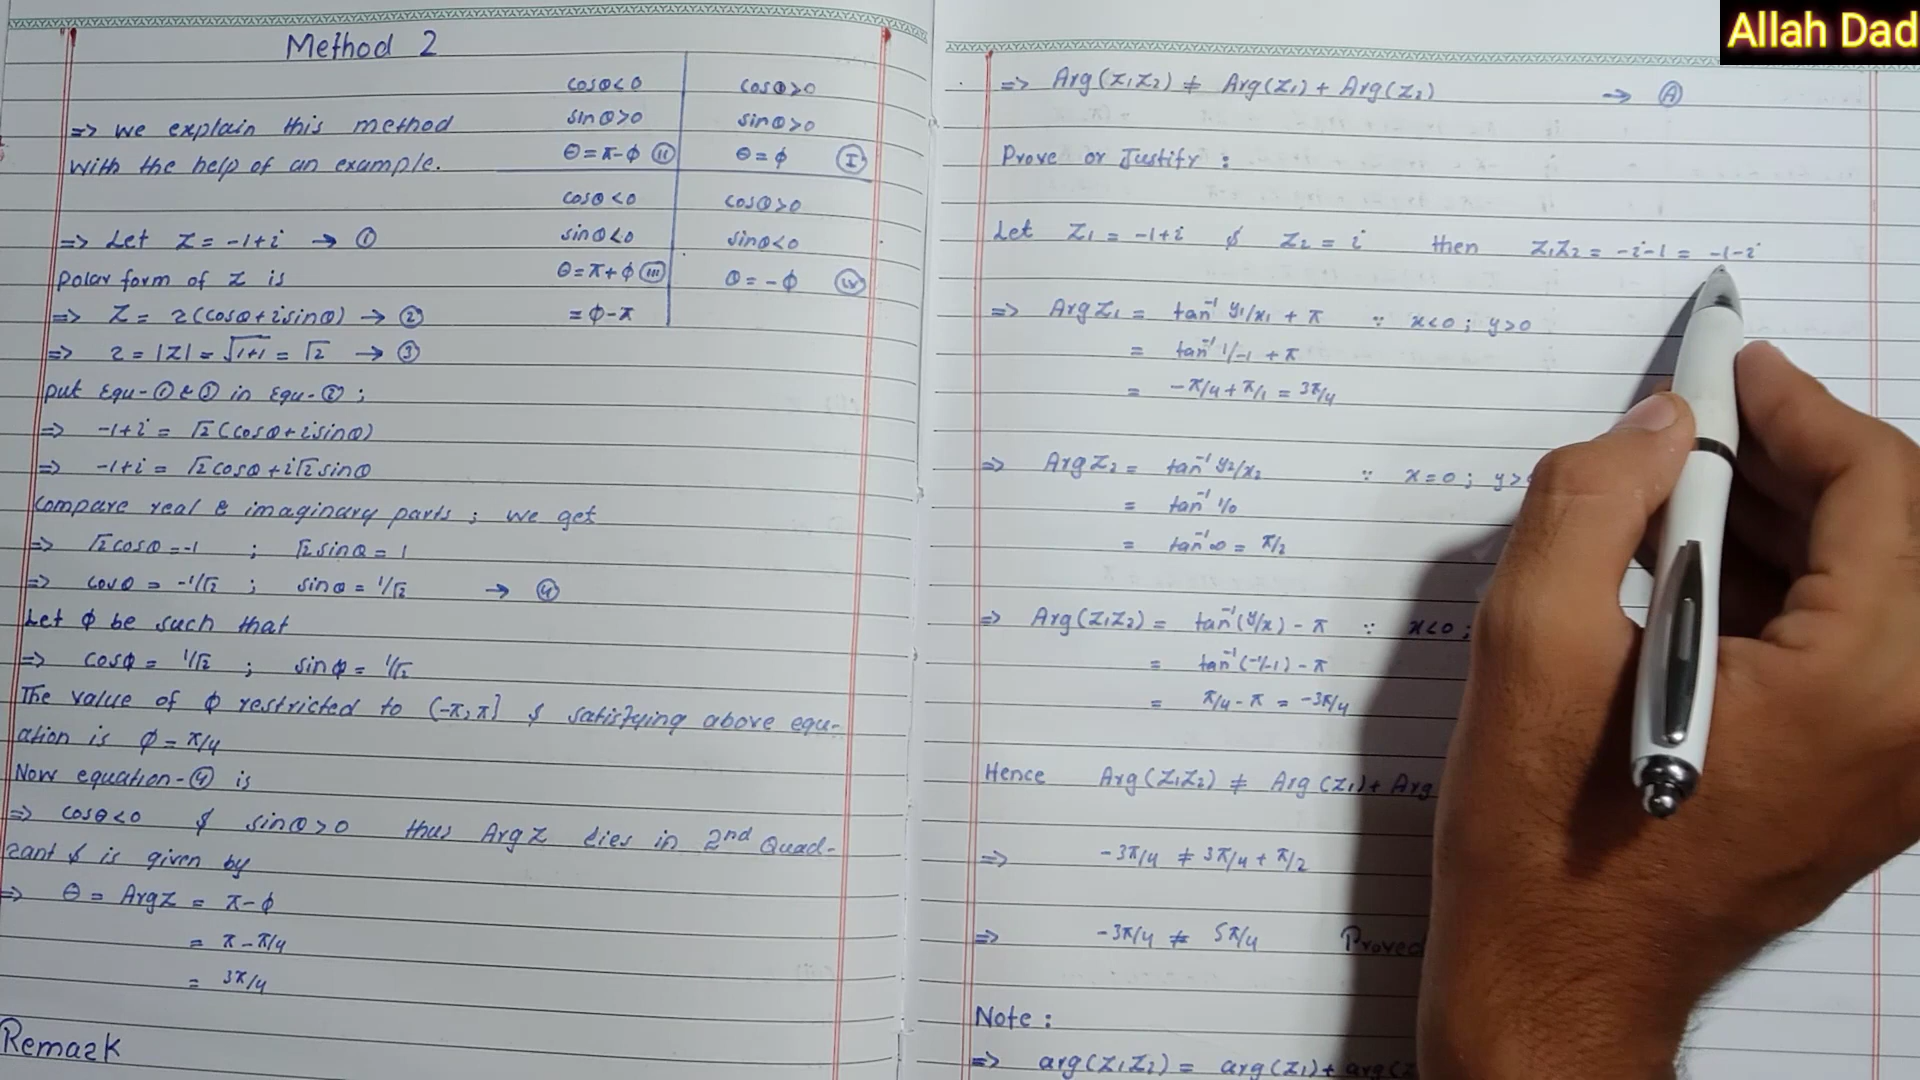 Allah Dad
Method 2
cosθ<0 cosθ>0
sinθ>0 sinθ>0
θ=π-φ (II) θ=φ (I)
cosθ<0 cosθ>0
sinθ<0 sinθ<0
θ=π+φ (III) θ=-φ (IV)
=φ-π
=> we explain this method
with the help of an example.
=> Let z = -1+i → ①
Polar form of z is
=> z = r(cosθ+isinθ) → ②
=> r = |z| = √1+1 = √2 → ③
put Equ-① & ③ in Equ-② ;
=> -1+i = √2(cosθ+isinθ)
=> -1+i = √2cosθ+i√2sinθ
Compare real & imaginary parts ; we get
=> √2cosθ=-1 ; √2sinθ=1
=> cosθ = -1/√2 ; sinθ = 1/√2 → ④
Let φ be such that
=> cosφ = 1/√2 ; sinφ = 1/√2
The value of φ restricted to (-π,π] & satisfying above equ-
ation is φ=π/4
Now equation-④ is
=> cosθ<0 & sinθ>0 thus Argz lies in 2nd Quad-
rant & is given by
=> θ = Argz = π-φ
= π-π/4
= 3π/4
Remark
=> Arg(z₁z₂) ≠ Arg(z₁)+Arg(z₂) → Ⓐ
Prove or Justify :
Let z₁ = -1+i & z₂ = i then z₁z₂ = -i-1 = -1-i
=> Argz₁ = tan⁻¹ y₁/x₁ + π ∵ x<0 ; y>0
= tan⁻¹ 1/-1 + π
= -π/4+π/1 = 3π/4
=> Argz₂ = tan⁻¹ y₂/x₂ ∵ x=0 ; y>
= tan⁻¹ 1/0
= tan⁻¹∞ = π/2
=> Arg(z₁z₂) = tan⁻¹(y/x) - π ∵ x<0 ;
= tan⁻¹(-1/-1) - π
= π/4 - π = -3π/4
Hence Arg(z₁z₂) ≠ Arg(z₁)+Arg
=> -3π/4 ≠ 3π/4+π/2
=> -3π/4 ≠ 5π/4 Proved
Note :
=> arg(z₁z₂) = arg(z₁)+arg(z